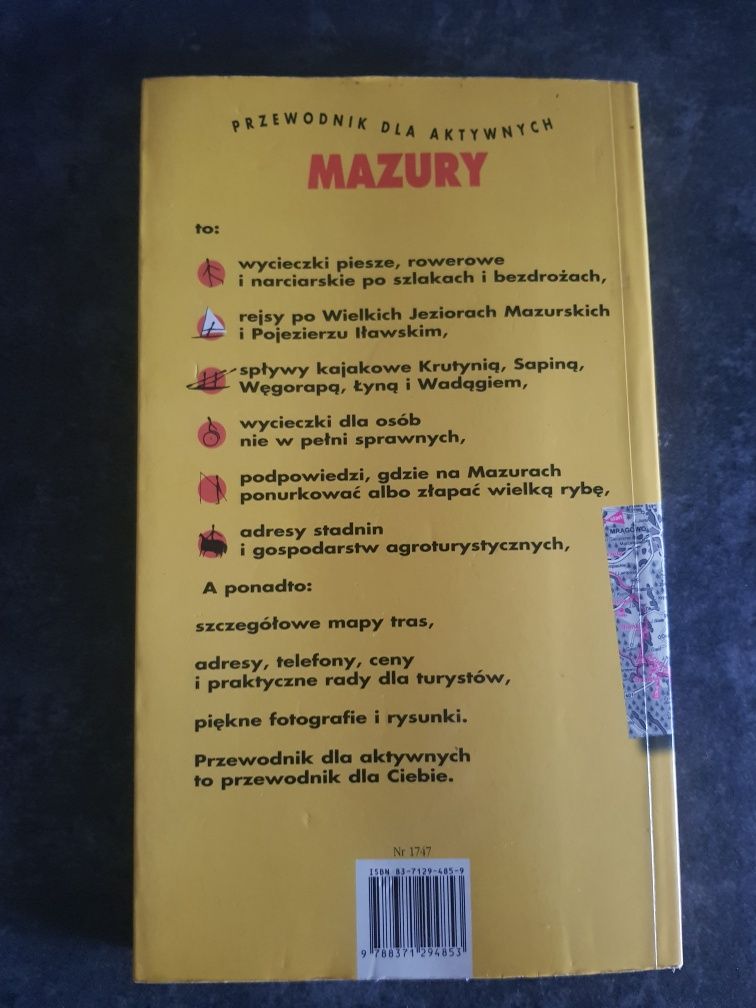 PRZEWODNIK DLA AKTYWNYCH
MAZURY
to:
wycieczki piesze, rowerowe
i narciarskie po szlakach i bezdrożach,
rejsy po Wielkich Jeziorach Mazurskich
i Pojezierzu Iławskim,
spływy kajakowe Krutynią, Sapiną,
Węgorapą, Łyną i Wadągiem,
wycieczki dla osób
nie w pełni sprawnych,
podpowiedzi, gdzie na Mazurach
ponurkować albo złapać wielką rybę,
adresy stadnin
i gospodarstw agroturystycznych,
MRĄGOWO
A ponadto:
szczegółowe mapy tras,
adresy, telefony, ceny
i praktyczne rady dla turystów,
piękne fotografie i rysunki.
Przewodnik dla aktywnych
to przewodnik dla Ciebie.
Nr 1747
ISBN 83-7129-485-9
9 788371 294853